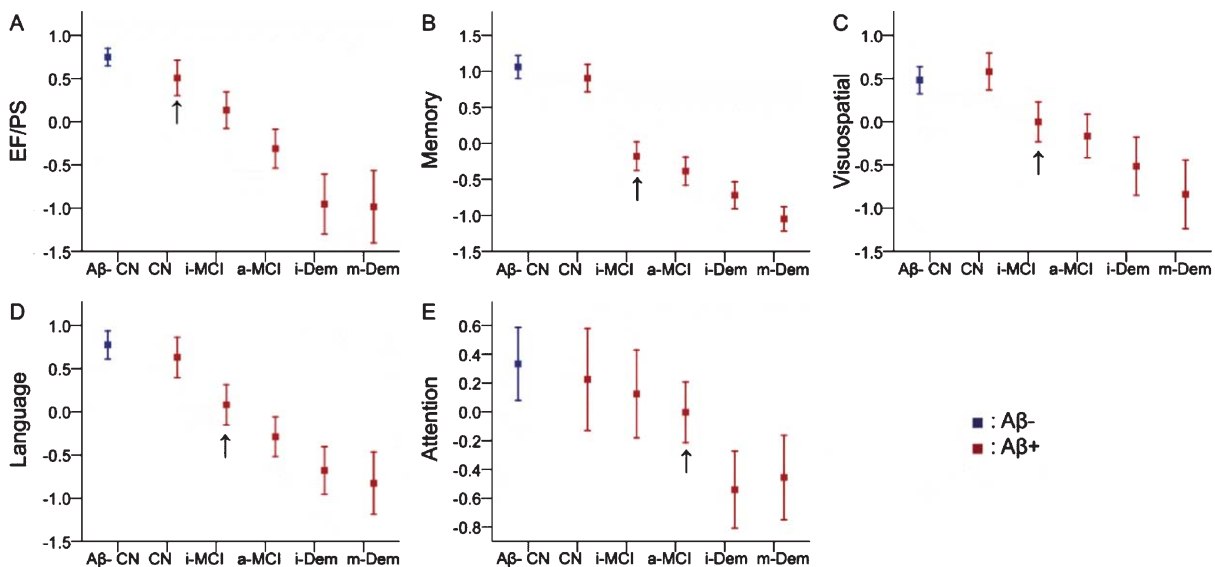 A
EF/PS
1.0
0.5
0.0
-0.5
-1.0
-1.5
Aβ- CN CN i-MCI a-MCI i-Dem m-Dem
↑
B
Memory
1.5
1.0
0.5
0.0
-0.5
-1.0
-1.5
Aβ- CN CN i-MCI a-MCI i-Dem m-Dem
↑
C
Visuospatial
1.0
0.5
0.0
-0.5
-1.0
-1.5
Aβ- CN CN i-MCI a-MCI i-Dem m-Dem
↑
D
Language
1.0
0.5
0.0
-0.5
-1.0
-1.5
Aβ- CN CN i-MCI a-MCI i-Dem m-Dem
↑
E
Attention
0.6
0.4
0.2
0.0
-0.2
-0.4
-0.6
-0.8
Aβ- CN CN i-MCI a-MCI i-Dem m-Dem
↑
: Aβ-
: Aβ+